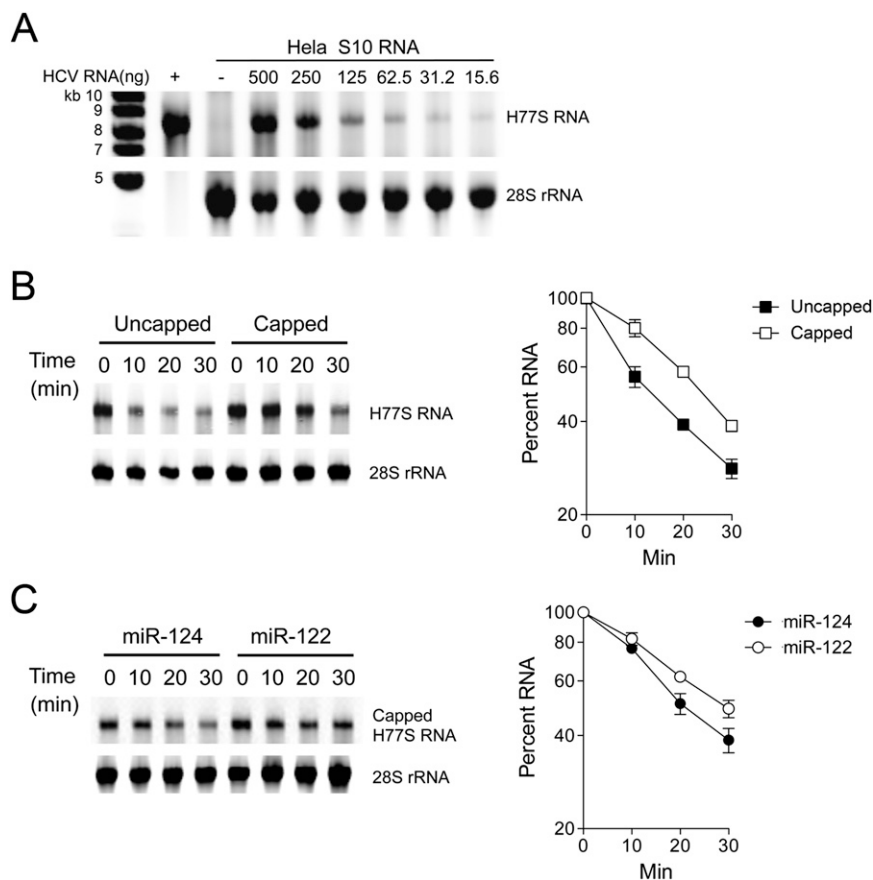 A
Hela S10 RNA
HCV RNA(ng) + - 500 250 125 62.5 31.2 15.6
kb 10
9
8
7
5
H77S RNA
28S rRNA
B
Uncapped Capped
Time (min) 0 10 20 30 0 10 20 30
H77S RNA
28S rRNA
Percent RNA
100
80
60
40
20
0 10 20 30
Min
Uncapped
Capped
C
miR-124 miR-122
Time (min) 0 10 20 30 0 10 20 30
Capped
H77S RNA
28S rRNA
Percent RNA
100
80
60
40
20
0 10 20 30
Min
miR-124
miR-122